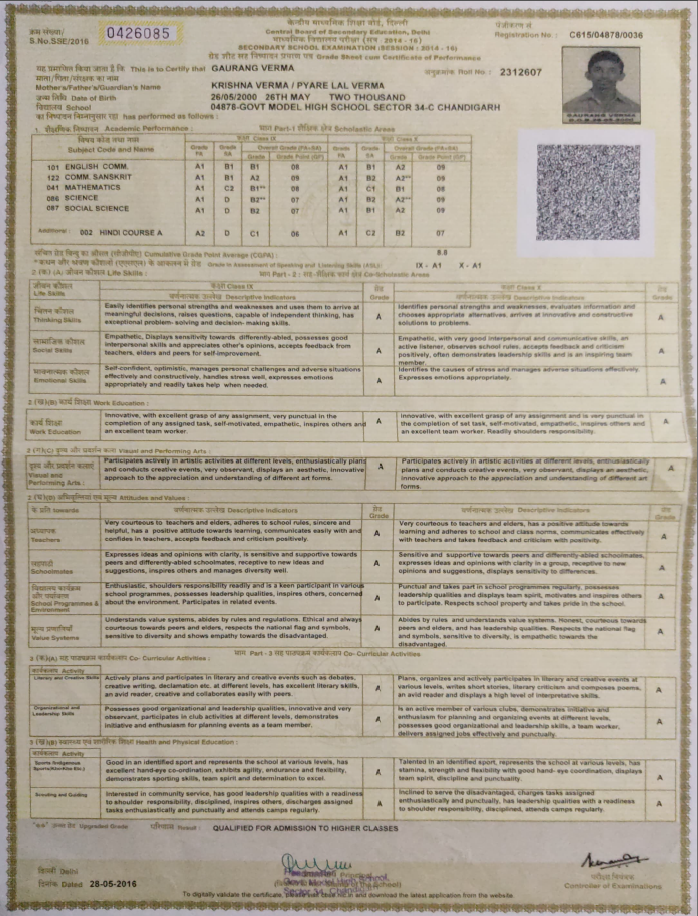 केन्द्रीय माध्यमिक शिक्षा बोर्ड, दिल्ली
Central Board of Secondary Education, Delhi
S.No.SSE/2016 0426085
Registration No. : C615/04878/0036
SECONDARY SCHOOL EXAMINATION (SESSION : 2014 - 16)
Grade Sheet cum Certificate of Performance
यह प्रमाणित किया जाता है कि This is to Certify that GAURANG VERMA
अनुक्रमांक Roll No. : 2312607
Mother's/Father's/Guardian's Name KRISHNA VERMA / PYARE LAL VERMA
जन्म तिथि Date of Birth 26/05/2000 26TH MAY TWO THOUSAND
विद्यालय School 04878-GOVT MODEL HIGH SCHOOL SECTOR 34-C CHANDIGARH
has performed as follows :
GAURANG VERMA
Academic Performance : Part-1 Scholastic Areas
Subject Code and Name
कक्षा Class IX कक्षा Class X
Grade FA Grade SA Overall Grade (FA+SA) Grade FA Grade SA Overall Grade (FA+SA)
Grade Grade Point (GP) Grade Grade Point (GP)
101 ENGLISH COMM. A1 B1 B1 08 A1 B1 A2 09
122 COMM. SANSKRIT A1 B1 A2 09 A1 B2 A2** 09
041 MATHEMATICS A1 C2 B1** 08 A1 C1 B1 08
086 SCIENCE A1 D B2** 07 A1 B2 A2** 09
087 SOCIAL SCIENCE A1 D B2 07 A1 B1 A2 09
Additional : 002 HINDI COURSE A A2 D C1 06 A1 C2 B2 07
Cumulative Grade Point Average (CGPA) : 8.8
Grade in Assessment of Speaking and Listening Skills (ASL) : IX - A1 X - A1
2 (क) (A) जीवन कौशल Life Skills : Part - 2 : Co-Scholastic Areas
जीवन कौशल Life Skills
कक्षा Class IX
वर्णनात्मक उल्लेख Descriptive Indicators
ग्रेड Grade
कक्षा Class X
वर्णनात्मक उल्लेख Descriptive Indicators
ग्रेड Grade
चिंतन कौशल
Thinking Skills
Easily identifies personal strengths and weaknesses and uses them to arrive at
meaningful decisions, raises questions, capable of independent thinking, has
exceptional problem- solving and decision- making skills.
A
Identifies personal strengths and weaknesses, evaluates information and
chooses appropriate alternatives, arrives at innovative and constructive
solutions to problems.
A
सामाजिक कौशल
Social Skills
Empathetic, Displays sensitivity towards differently-abled, possesses good
interpersonal skills and appreciates other's opinions, accepts feedback from
teachers, elders and peers for self-improvement.
A
Empathetic, with very good interpersonal and communicative skills, an
active listener, observes school rules, accepts feedback and criticism
positively, often demonstrates leadership skills and is an inspiring team
member.
A
भावनात्मक कौशल
Emotional Skills
Self-confident, optimistic, manages personal challenges and adverse situations
effectively and constructively, handles stress well, expresses emotions
appropriately and readily takes help when needed.
A
Identifies the causes of stress and manages adverse situations effectively.
Expresses emotions appropriately.
A
2 (ख)(B) कार्य शिक्षा Work Education :
कार्य शिक्षा
Work Education
Innovative, with excellent grasp of any assignment, very punctual in the
completion of any assigned task, self-motivated, empathetic, inspires others and
an excellent team worker.
A
Innovative, with excellent grasp of any assignment and is very punctual in
the completion of set task, self-motivated, empathetic, inspires others and
an excellent team worker. Readily shoulders responsibility.
A
2 (ग)(C) दृश्य और प्रदर्शन कला Visual and Performing Arts :
दृश्य और प्रदर्शन कलाएं
Visual and
Performing Arts :
Participates actively in artistic activities at different levels, enthusiastically plans
and conducts creative events, very observant, displays an aesthetic, innovative
approach to the appreciation and understanding of different art forms.
A
Participates actively in artistic activities at different levels, enthusiastically
plans and conducts creative events, very observant, displays an aesthetic,
innovative approach to the appreciation and understanding of different art
forms.
A
2 (घ)(D) अभिवृत्तियां एवं मूल्य Attitudes and Values :
के प्रति towards
वर्णनात्मक उल्लेख Descriptive Indicators
ग्रेड Grade
वर्णनात्मक उल्लेख Descriptive Indicators
ग्रेड Grade
अध्यापक
Teachers
Very courteous to teachers and elders, adheres to school rules, sincere and
helpful, has a positive attitude towards learning, communicates easily with and
confides in teachers, accepts feedback and criticism positively.
A
Very courteous to teachers and elders, has a positive attitude towards
learning and adheres to school and class norms, communicates effectively
with teachers and takes feedback and criticism with positivity.
A
सहपाठी
Schoolmates
Expresses ideas and opinions with clarity, is sensitive and supportive towards
peers and differently-abled schoolmates, receptive to new ideas and
suggestions, inspires others and manages diversity well.
A
Sensitive and supportive towards peers and differently-abled schoolmates,
expresses ideas and opinions with clarity in a group, receptive to new
opinions and suggestions, displays sensitivity to differences.
A
विद्यालय कार्यक्रम
और पर्यावरण
School Programmes &
Environment
Enthusiastic, shoulders responsibility readily and is a keen participant in various
school programmes, possesses leadership qualities, inspires others, concerned
about the environment. Participates in related events.
A
Punctual and takes part in school programmes regularly, possesses
leadership qualities and displays team spirit, motivates and inspires others
to participate. Respects school property and takes pride in the school.
A
मूल्य प्रणालियाँ
Value Systems
Understands value systems, abides by rules and regulations. Ethical and always
courteous towards peers and elders, respects the national flag and symbols,
sensitive to diversity and shows empathy towards the disadvantaged.
A
Abides by rules and understands value systems. Honest, courteous towards
peers and elders, and has leadership qualities. Respects the national flag
and symbols, sensitive to diversity, is empathetic towards the
disadvantaged.
A
3 (क)(A) सह पाठ्यक्रम कार्यकलाप Co- Curricular Activities : भाग Part - 3 सह पाठ्यक्रम कार्यकलाप Co- Curricular Activities
कार्यकलाप Activity
Literary and Creative Skills
Actively plans and participates in literary and creative events such as debates,
creative writing, declamation etc. at different levels, has excellent literary skills,
an avid reader, creative and collaborates easily with peers.
A
Plans, organizes and actively participates in literary and creative events at
various levels, writes short stories, literary criticism and composes poems,
an avid reader and displays a high level of interpretative skills.
A
Organizational and
Leadership Skills
Possesses good organizational and leadership qualities, innovative and very
observant, participates in club activities at different levels, demonstrates
initiative and enthusiasm for planning events as a team member.
A
Is an active member of various clubs, demonstrates initiative and
enthusiasm for planning and organizing events at different levels,
possesses good organizational and leadership skills, a team worker,
delivers assigned jobs effectively and punctually.
A
3 (ख)(B) स्वास्थ्य एवं शारीरिक शिक्षा Health and Physical Education :
कार्यकलाप Activity
Sports /Indigenous
Sports(Kho-Kho Etc.)
Good in an identified sport and represents the school at various levels, has
excellent hand-eye co-ordination, exhibits agility, endurance and flexibility,
demonstrates sporting skills, team spirit and determination to excel.
A
Talented in an identified sport, represents the school at various levels, has
stamina, strength and flexibility with good hand- eye coordination, displays
team spirit, discipline and punctuality.
A
Scouting and Guiding
Interested in community service, has good leadership qualities with a readiness
to shoulder responsibility, disciplined, inspires others, discharges assigned
tasks enthusiastically and punctually and attends camps regularly.
A
Inclined to serve the disadvantaged, charges tasks assigned
enthusiastically and punctually, has leadership qualities with a readiness
to shoulder responsibility, disciplined, attends camps regularly.
A
Upgraded Grade परिणाम Result : QUALIFIED FOR ADMISSION TO HIGHER CLASSES
दिल्ली Delhi
दिनांक Dated 28-05-2016
Govt Model High School
Sector 34, Chandigarh
परीक्षा नियंत्रक
Controller of Examinations
To digitally validate the certificate, and download the latest application from the website